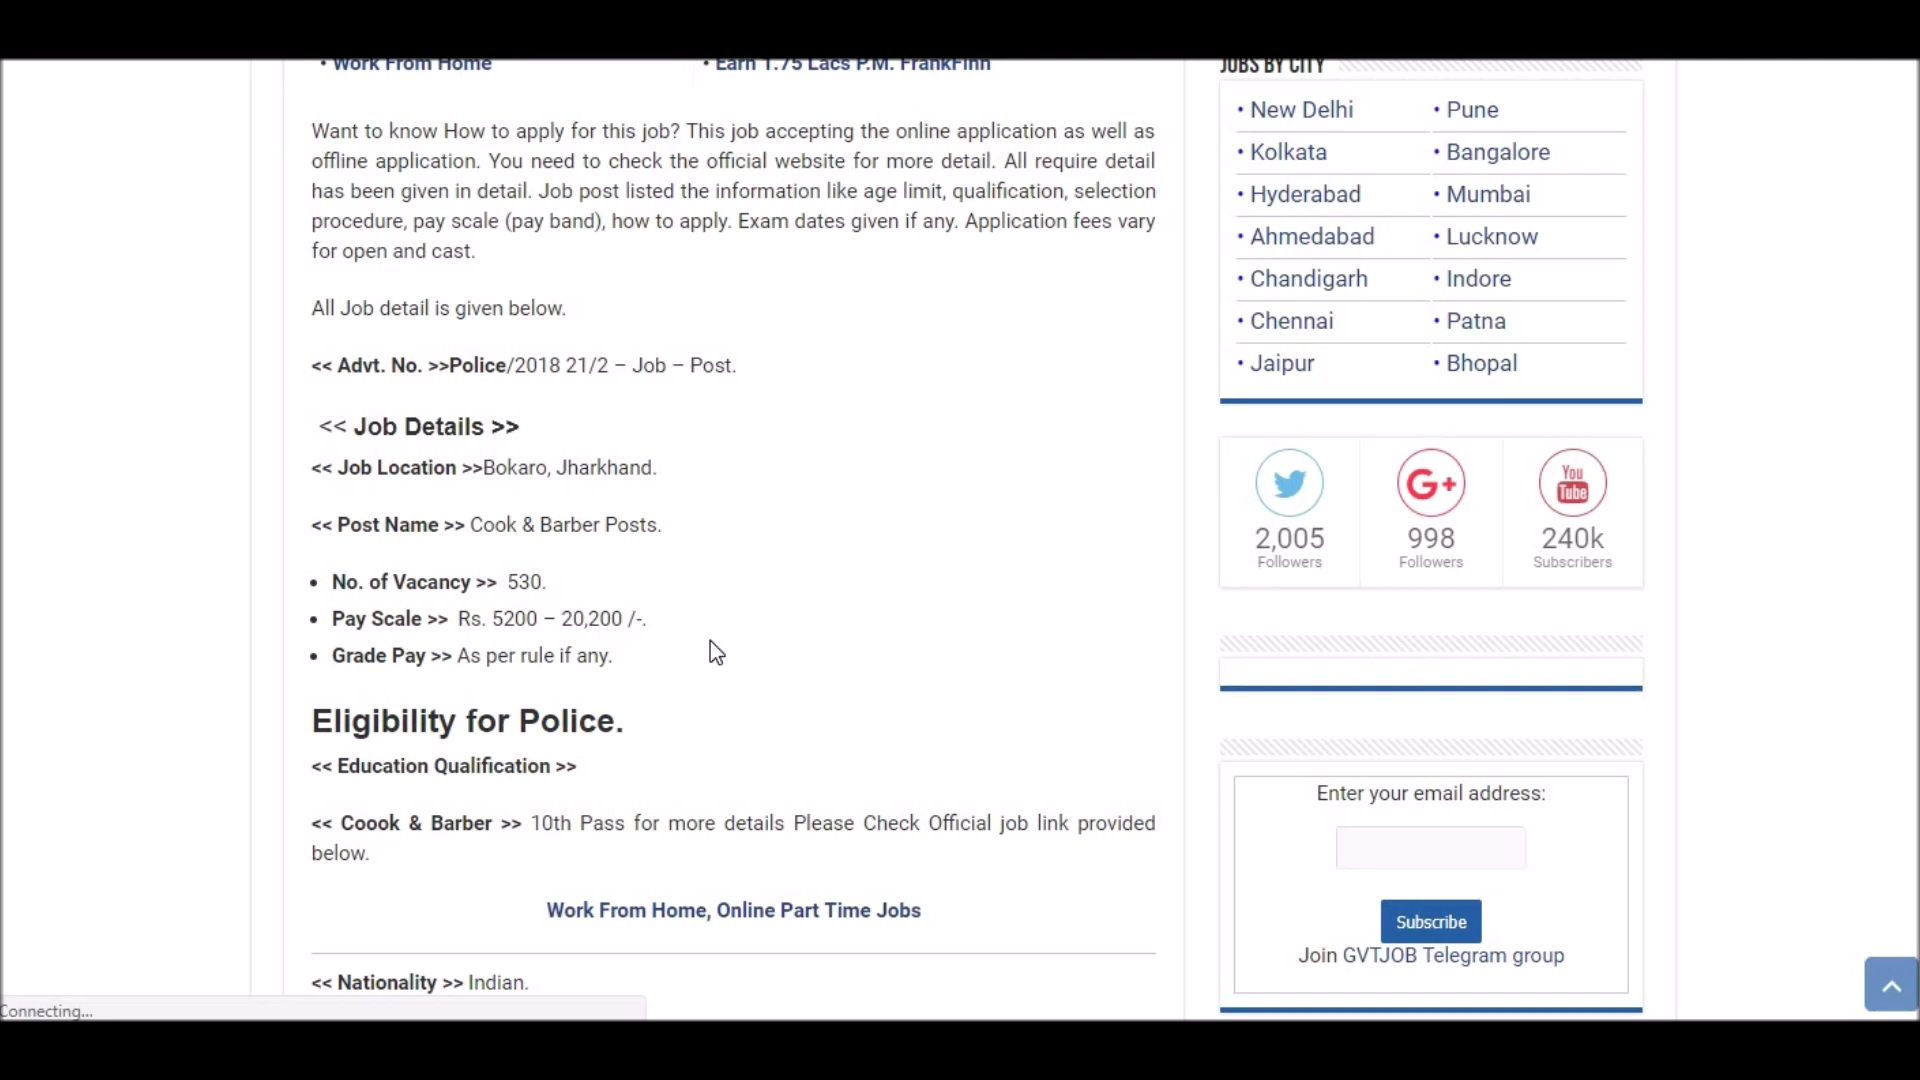 • Work From Home
• Earn 1.75 Lacs P.M. FrankFinn
Want to know How to apply for this job? This job accepting the online application as well as
offline application. You need to check the official website for more detail. All require detail
has been given in detail. Job post listed the information like age limit, qualification, selection
procedure, pay scale (pay band), how to apply. Exam dates given if any. Application fees vary
for open and cast.
All Job detail is given below.
<< Advt. No. >>Police/2018 21/2 – Job – Post.
<< Job Details >>
<< Job Location >>Bokaro, Jharkhand.
<< Post Name >> Cook & Barber Posts.
• No. of Vacancy >> 530.
• Pay Scale >> Rs. 5200 – 20,200 /-.
• Grade Pay >> As per rule if any.
Eligibility for Police.
<< Education Qualification >>
<< Coook & Barber >> 10th Pass for more details Please Check Official job link provided
below.
Work From Home, Online Part Time Jobs
<< Nationality >> Indian.
Connecting...
JOBS BY CITY
• New Delhi
• Pune
• Kolkata
• Bangalore
• Hyderabad
• Mumbai
• Ahmedabad
• Lucknow
• Chandigarh
• Indore
• Chennai
• Patna
• Jaipur
• Bhopal
G+
You
Tube
2,005
998
240k
Followers
Followers
Subscribers
Enter your email address:
Subscribe
Join GVTJOB Telegram group